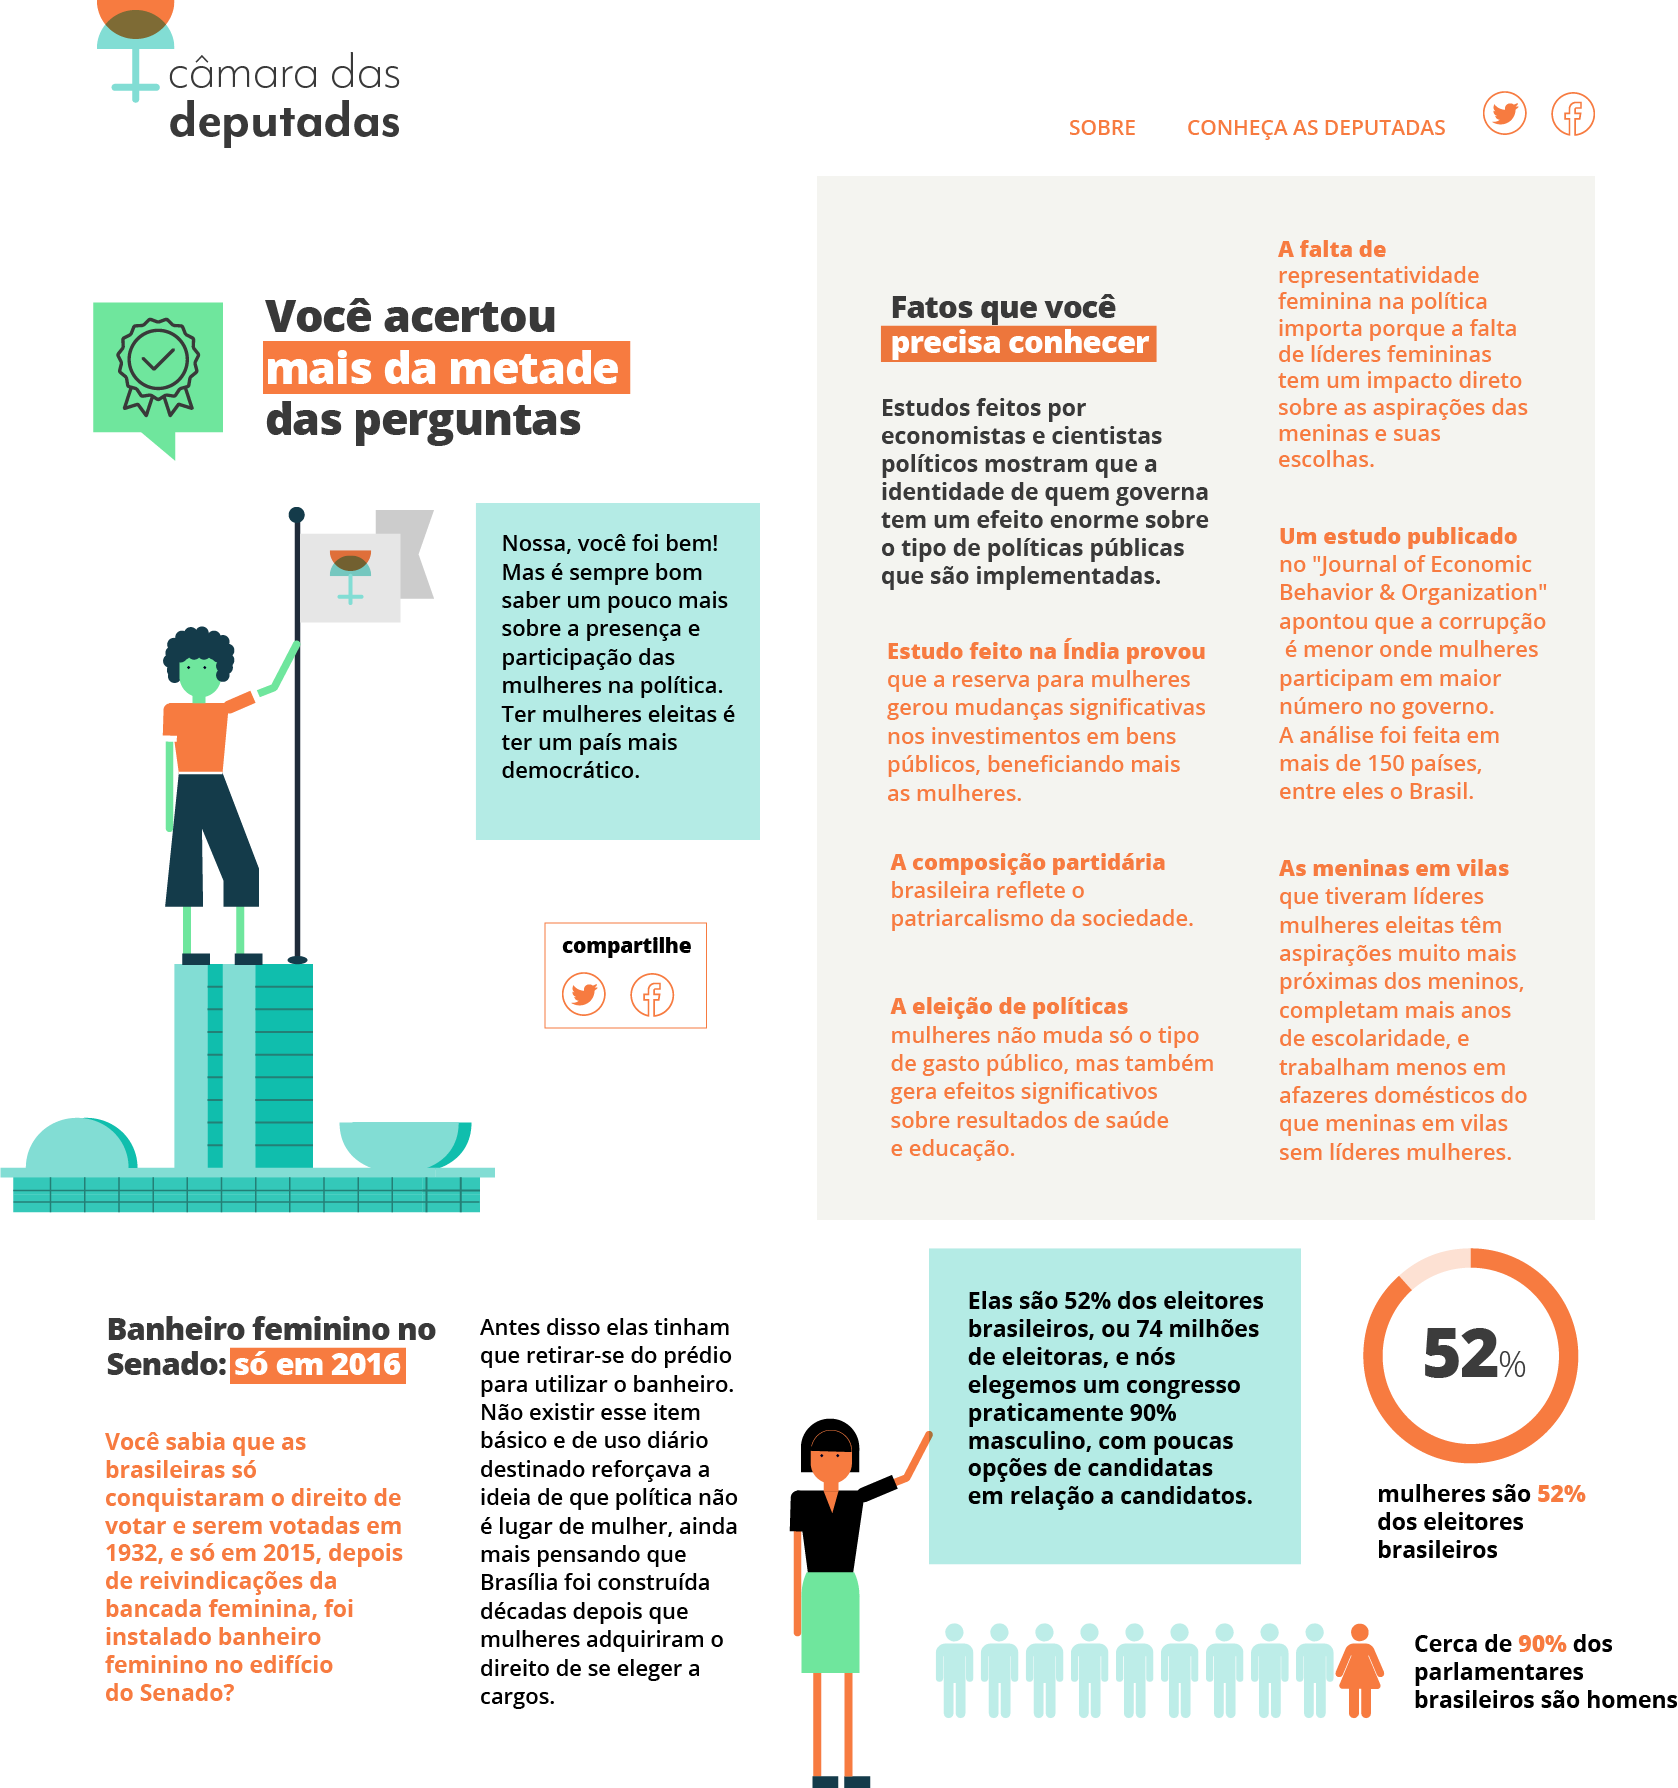 câmara das
deputadas
SOBRE
CONHEÇA AS DEPUTADAS
Você acertou
mais da metade
das perguntas
Nossa, você foi bem!
Mas é sempre bom
saber um pouco mais
sobre a presença e
participação das
mulheres na política.
Ter mulheres eleitas é
ter um país mais
democrático.
compartilhe
Fatos que você
precisa conhecer
Estudos feitos por
economistas e cientistas
políticos mostram que a
identidade de quem governa
tem um efeito enorme sobre
o tipo de políticas públicas
que são implementadas.
Estudo feito na Índia provou
que a reserva para mulheres
gerou mudanças significativas
nos investimentos em bens
públicos, beneficiando mais
as mulheres.
A composição partidária
brasileira reflete o
patriarcalismo da sociedade.
A eleição de políticas
mulheres não muda só o tipo
de gasto público, mas também
gera efeitos significativos
sobre resultados de saúde
e educação.
A falta de
representatividade
feminina na política
importa porque a falta
de líderes femininas
tem um impacto direto
sobre as aspirações das
meninas e suas
escolhas.
Um estudo publicado
no "Journal of Economic
Behavior & Organization"
apontou que a corrupção
é menor onde mulheres
participam em maior
número no governo.
A análise foi feita em
mais de 150 países,
entre eles o Brasil.
As meninas em vilas
que tiveram líderes
mulheres eleitas têm
aspirações muito mais
próximas dos meninos,
completam mais anos
de escolaridade, e
trabalham menos em
afazeres domésticos do
que meninas em vilas
sem líderes mulheres.
Banheiro feminino no
Senado: só em 2016
Você sabia que as
brasileiras só
conquistaram o direito de
votar e serem votadas em
1932, e só em 2015, depois
de reivindicações da
bancada feminina, foi
instalado banheiro
feminino no edifício
do Senado?
Antes disso elas tinham
que retirar-se do prédio
para utilizar o banheiro.
Não existir esse item
básico e de uso diário
destinado reforçava a
ideia de que política não
é lugar de mulher, ainda
mais pensando que
Brasília foi construída
décadas depois que
mulheres adquiriram o
direito de se eleger a
cargos.
Elas são 52% dos eleitores
brasileiros, ou 74 milhões
de eleitoras, e nós
elegemos um congresso
praticamente 90%
masculino, com poucas
opções de candidatas
em relação a candidatos.
52%
mulheres são 52%
dos eleitores
brasileiros
Cerca de 90% dos
parlamentares
brasileiros são homens